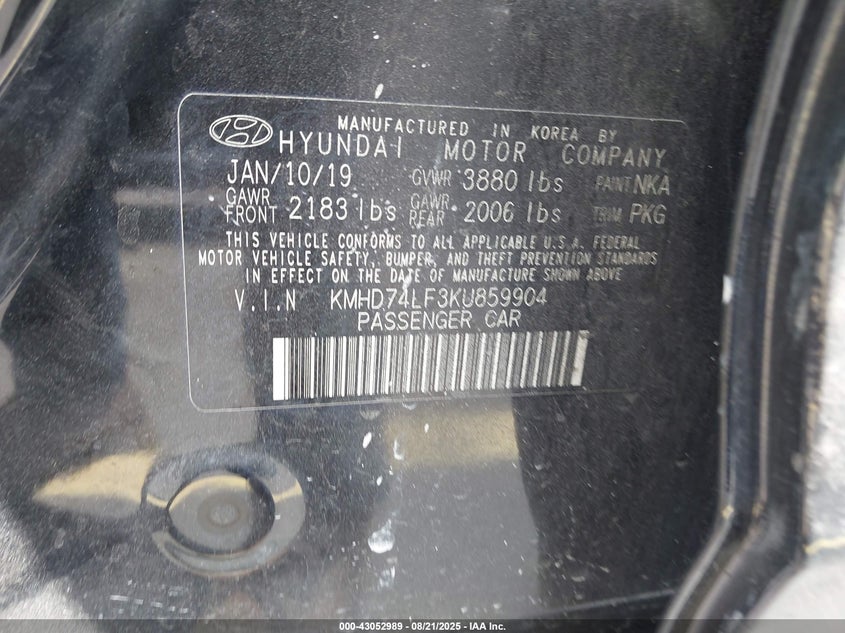 MANUFACTURED IN KOREA BY
HYUNDAI MOTOR COMPANY
JAN/10/19 GVWR 3880 lbs PAINT NKA
GAWR FRONT 2183 lbs GAWR REAR 2006 lbs TRIM PKG
THIS VEHICLE CONFORMS TO ALL APPLICABLE U.S.A. FEDERAL
MOTOR VEHICLE SAFETY, BUMPER, AND THEFT PREVENTION STANDARDS
IN EFFECT ON THE DATE OF MANUFACTURE SHOWN ABOVE
V.I.N KMHD74LF3KU859904
PASSENGER CAR
000-43052989 - 08/21/2025 - IAA Inc.